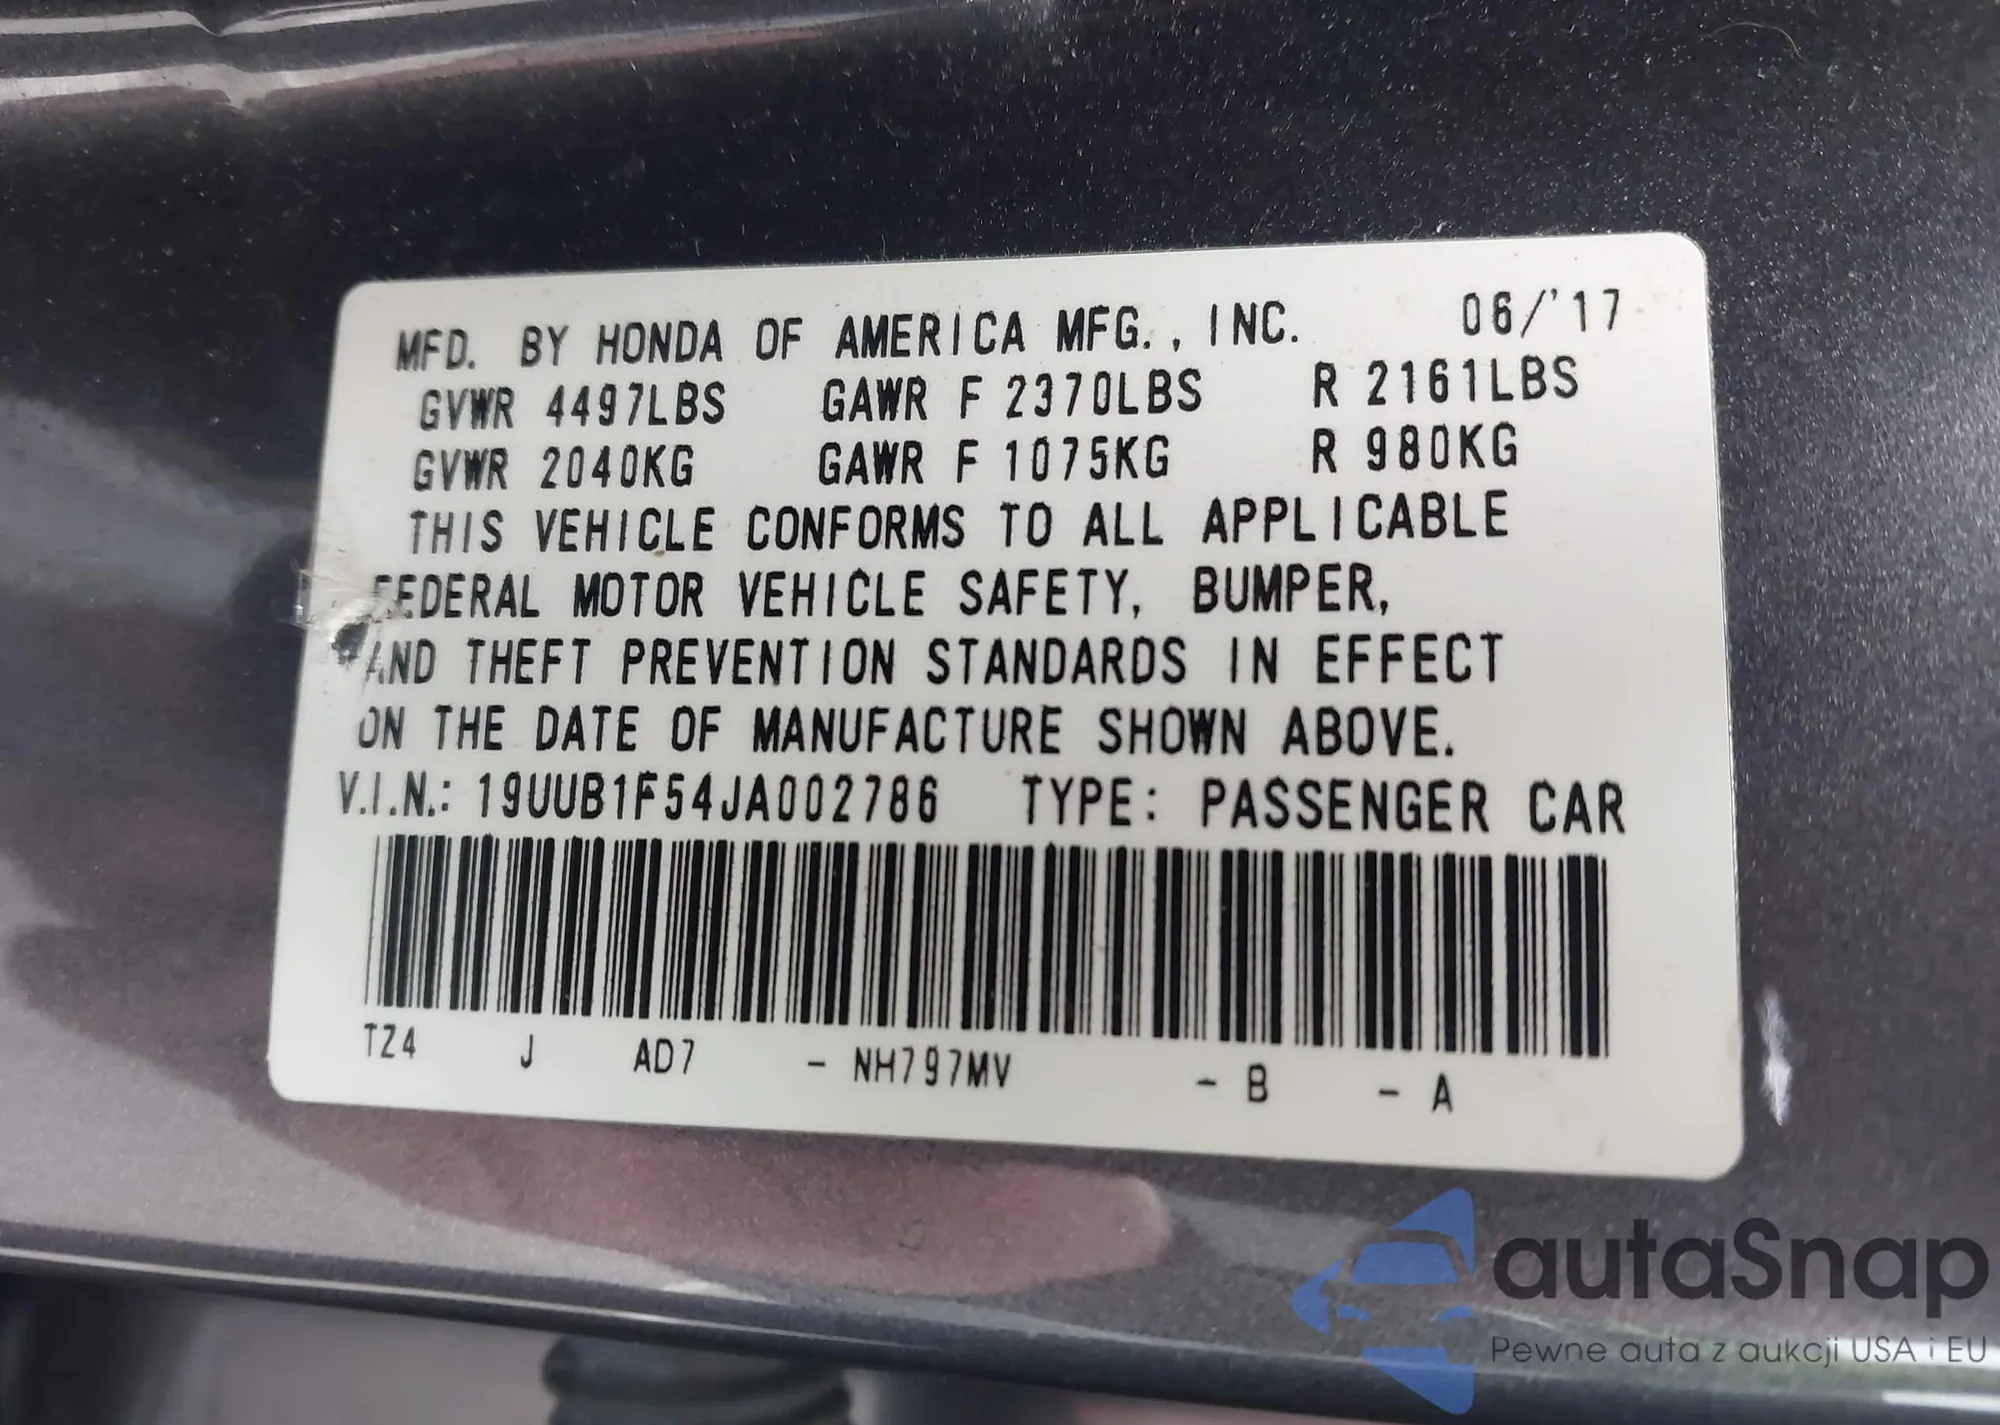 MFD. BY HONDA OF AMERICA MFG., INC. 06/'17
GVWR 4497LBS GAWR F 2370LBS R 2161LBS
GVWR 2040KG GAWR F 1075KG R 980KG
THIS VEHICLE CONFORMS TO ALL APPLICABLE
FEDERAL MOTOR VEHICLE SAFETY, BUMPER,
AND THEFT PREVENTION STANDARDS IN EFFECT
ON THE DATE OF MANUFACTURE SHOWN ABOVE.
V.I.N.: 19UUB1F54JA002786 TYPE: PASSENGER CAR
TZ4 J AD7 - NH797MV - B - A
autaSnap
Pewne auta z aukcji USA i EU